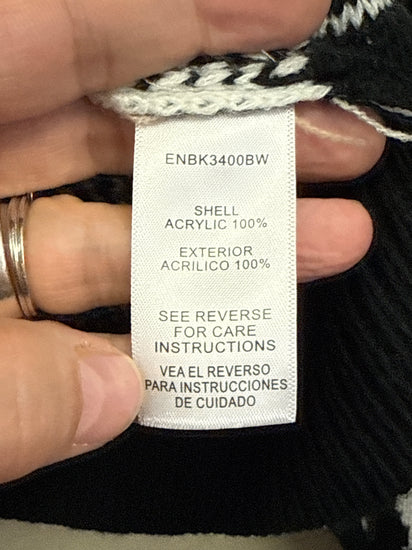 ENBK3400BW
SHELL
ACRYLIC 100%
EXTERIOR
ACRILICO 100%
SEE REVERSE
FOR CARE
INSTRUCTIONS
VEA EL REVERSO
PARA INSTRUCCIONES
DE CUIDADO